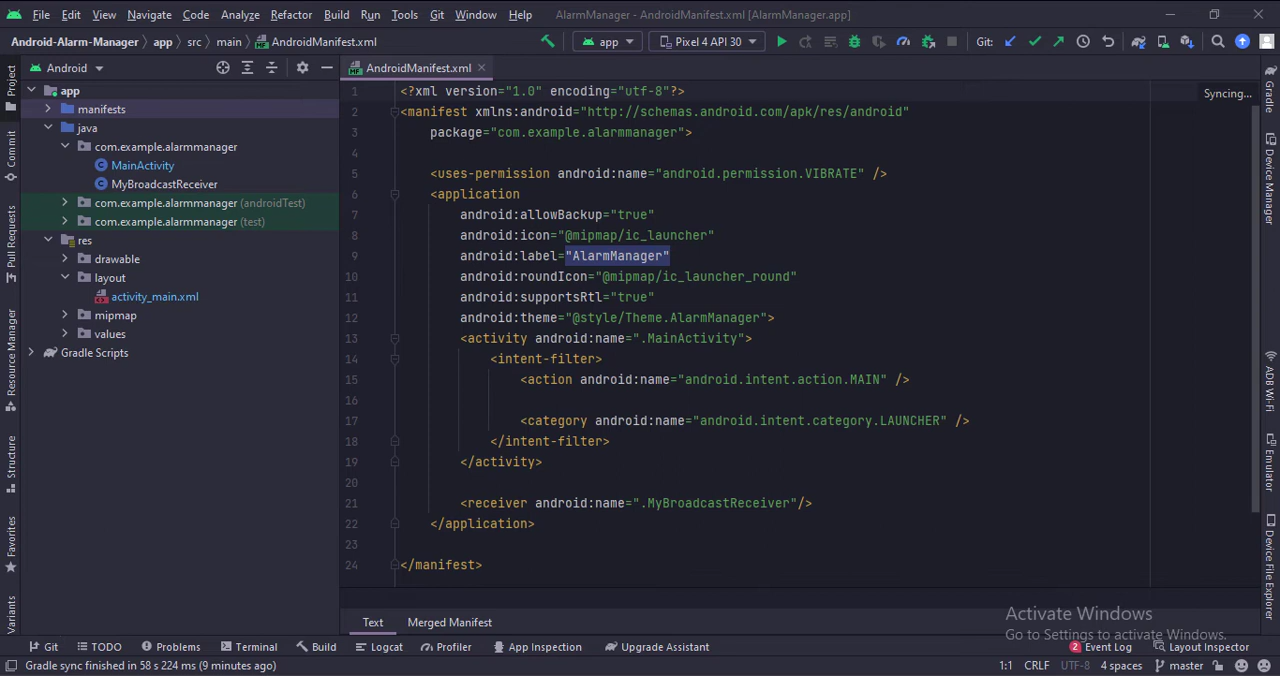 File Edit View Navigate Code Analyze Refactor Build Run Tools Git Window Help AlarmManager - AndroidManifest.xml [AlarmManager.app]
Android-Alarm-Manager app src main AndroidManifest.xml app Pixel 4 API 30 Git:
Android AndroidManifest.xml
Project
Commit
Pull Requests
Resource Manager
Structure
Favorites
Variants
app
manifests
java
com.example.alarmmanager
MainActivity
MyBroadcastReceiver
com.example.alarmmanager (androidTest)
com.example.alarmmanager (test)
res
drawable
layout
activity_main.xml
mipmap
values
Gradle Scripts
1 <?xml version="1.0" encoding="utf-8"?>
2 <manifest xmlns:android="http://schemas.android.com/apk/res/android"
3 package="com.example.alarmmanager">
4
5 <uses-permission android:name="android.permission.VIBRATE" />
6 <application
7 android:allowBackup="true"
8 android:icon="@mipmap/ic_launcher"
9 android:label="AlarmManager"
10 android:roundIcon="@mipmap/ic_launcher_round"
11 android:supportsRtl="true"
12 android:theme="@style/Theme.AlarmManager">
13 <activity android:name=".MainActivity">
14 <intent-filter>
15 <action android:name="android.intent.action.MAIN" />
16
17 <category android:name="android.intent.category.LAUNCHER" />
18 </intent-filter>
19 </activity>
20
21 <receiver android:name=".MyBroadcastReceiver"/>
22 </application>
23
24 </manifest>
Syncing...
Gradle
Device Manager
ADB Wi-Fi
Emulator
Device File Explorer
Text Merged Manifest
Activate Windows
Go to Settings to activate Windows.
Git TODO Problems Terminal Build Logcat Profiler App Inspection Upgrade Assistant 2 Event Log Layout Inspector
Gradle sync finished in 58 s 224 ms (9 minutes ago) 1:1 CRLF UTF-8 4 spaces master